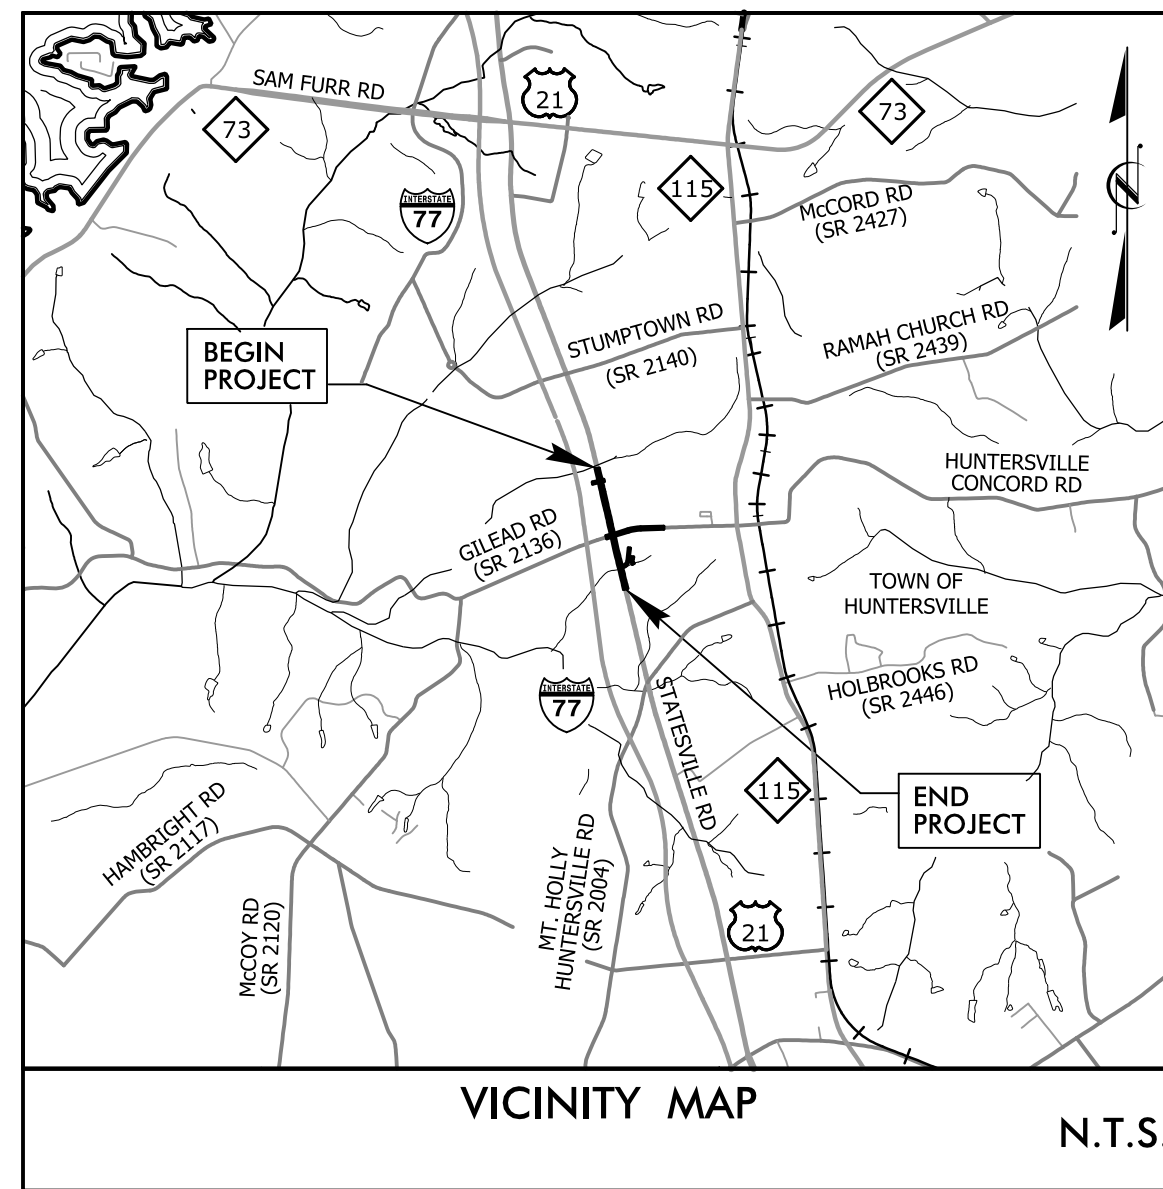 SAM FURR RD
73
21
73
115
INTERSTATE
77
McCORD RD
(SR 2427)
N
STUMPTOWN RD
(SR 2140)
RAMAH CHURCH RD
(SR 2439)
BEGIN
PROJECT
HUNTERSVILLE
CONCORD RD
GILEAD RD
(SR 2136)
TOWN OF
HUNTERSVILLE
HOLBROOKS RD
(SR 2446)
INTERSTATE
77
STATESVILLE RD
115
END
PROJECT
HAMBRIGHT RD
(SR 2117)
McCOY RD
(SR 2120)
MT. HOLLY
HUNTERSVILLE RD
(SR 2004)
21
VICINITY MAP
N.T.S.